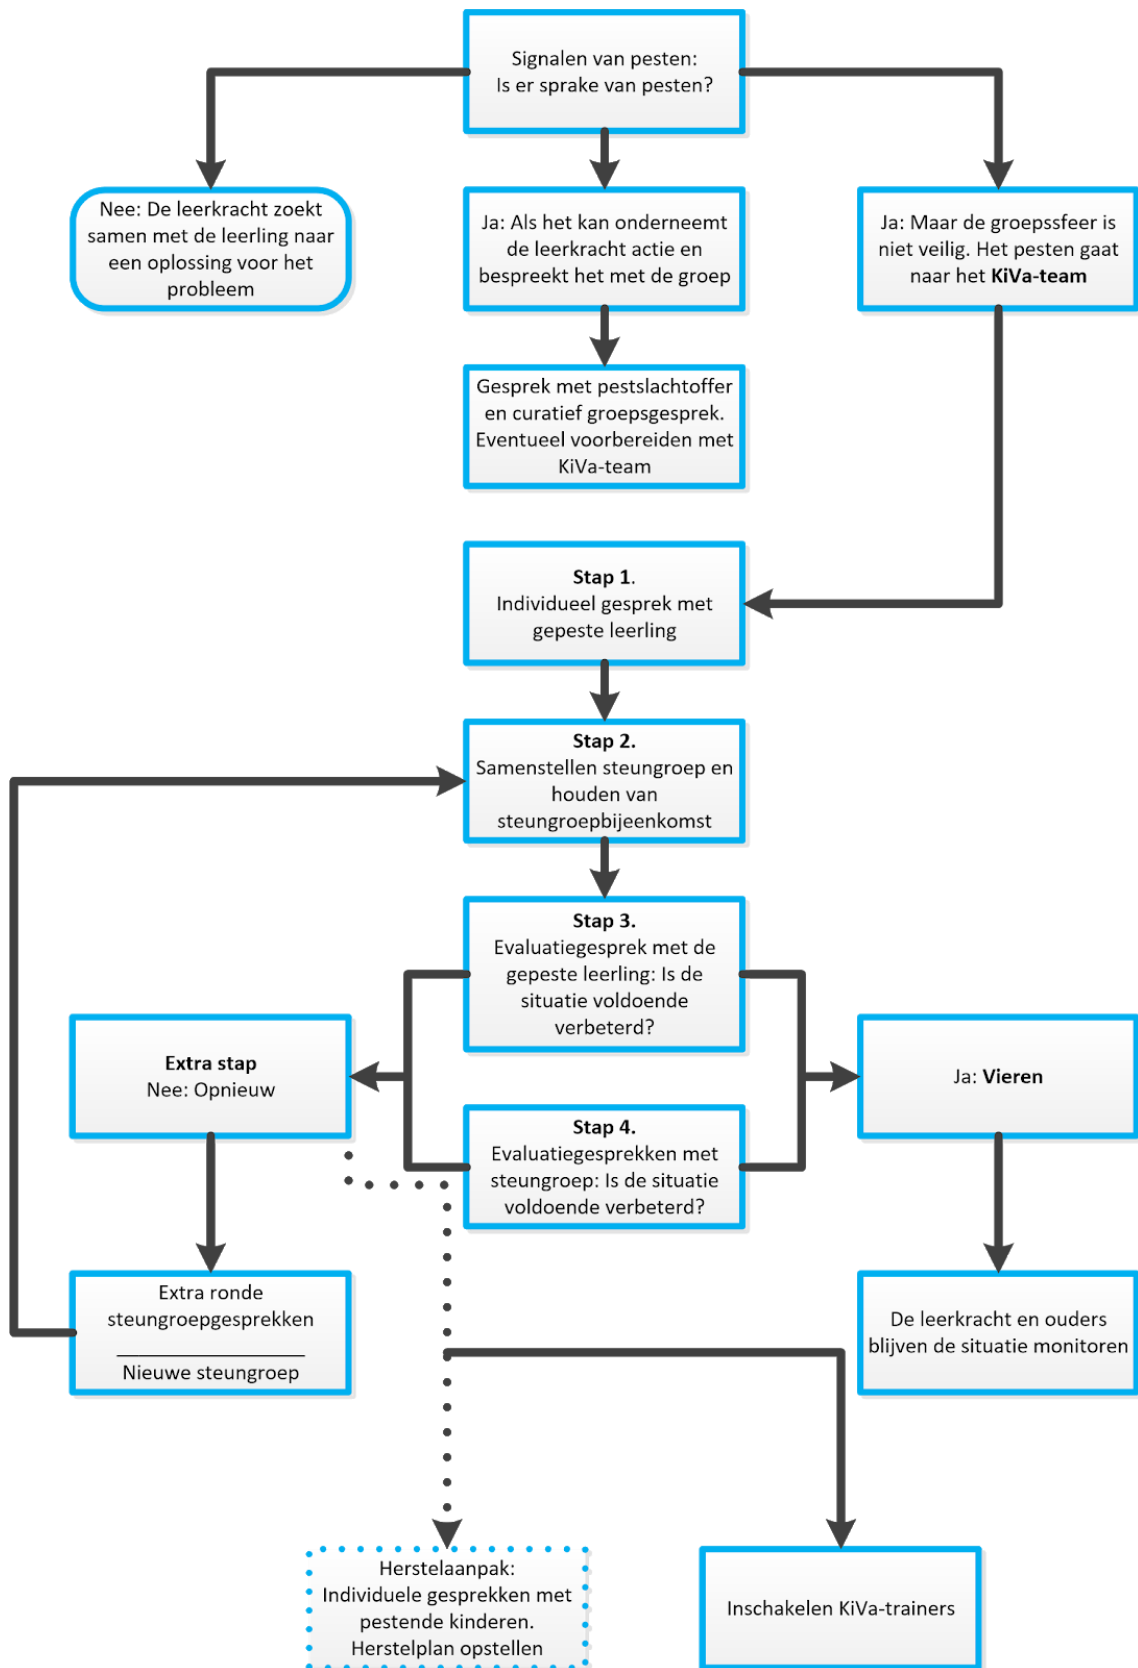 Signalen van pesten:
Is er sprake van pesten?
Nee: De leerkracht zoekt
samen met de leerling naar
een oplossing voor het
probleem
Ja: Als het kan onderneemt
de leerkracht actie en
bespreekt het met de groep
Ja: Maar de groepssfeer is
niet veilig. Het pesten gaat
naar het KiVa-team
Gesprek met pestslachtoffer
en curatief groepsgesprek.
Eventueel voorbereiden met
KiVa-team
Stap 1.
Individueel gesprek met
gepeste leerling
Stap 2.
Samenstellen steungroep en
houden van
steungroepbijeenkomst
Stap 3.
Evaluatiegesprek met de
gepeste leerling: Is de
situatie voldoende
verbeterd?
Extra stap
Nee: Opnieuw
Ja: Vieren
Stap 4.
Evaluatiegesprekken met
steungroep: Is de situatie
voldoende verbeterd?
Extra ronde
steungroepgesprekken
Nieuwe steungroep
De leerkracht en ouders
blijven de situatie monitoren
Herstelaanpak:
Individuele gesprekken met
pestende kinderen.
Herstelplan opstellen
Inschakelen KiVa-trainers